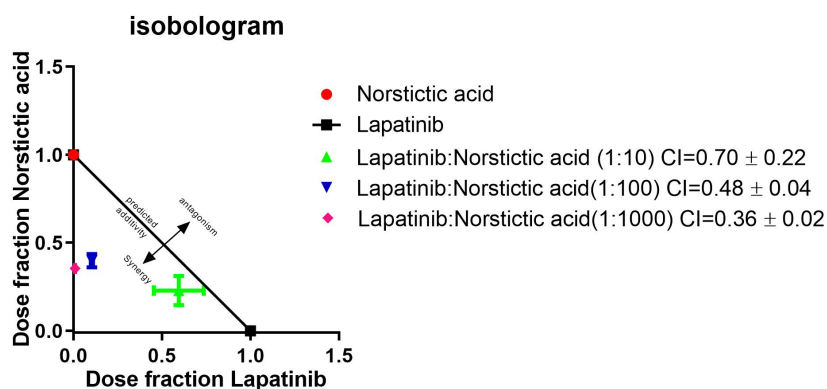 isobologram
Dose fraction Norstictic acid
1.5
1.0
0.5
0.0
0.0
0.5
1.0
1.5
Dose fraction Lapatinib
predicted
additivity
antagonism
Synergy
Norstictic acid
Lapatinib
Lapatinib:Norstictic acid (1:10) CI=0.70 ± 0.22
Lapatinib:Norstictic acid(1:100) CI=0.48 ± 0.04
Lapatinib:Norstictic acid(1:1000) CI=0.36 ± 0.02